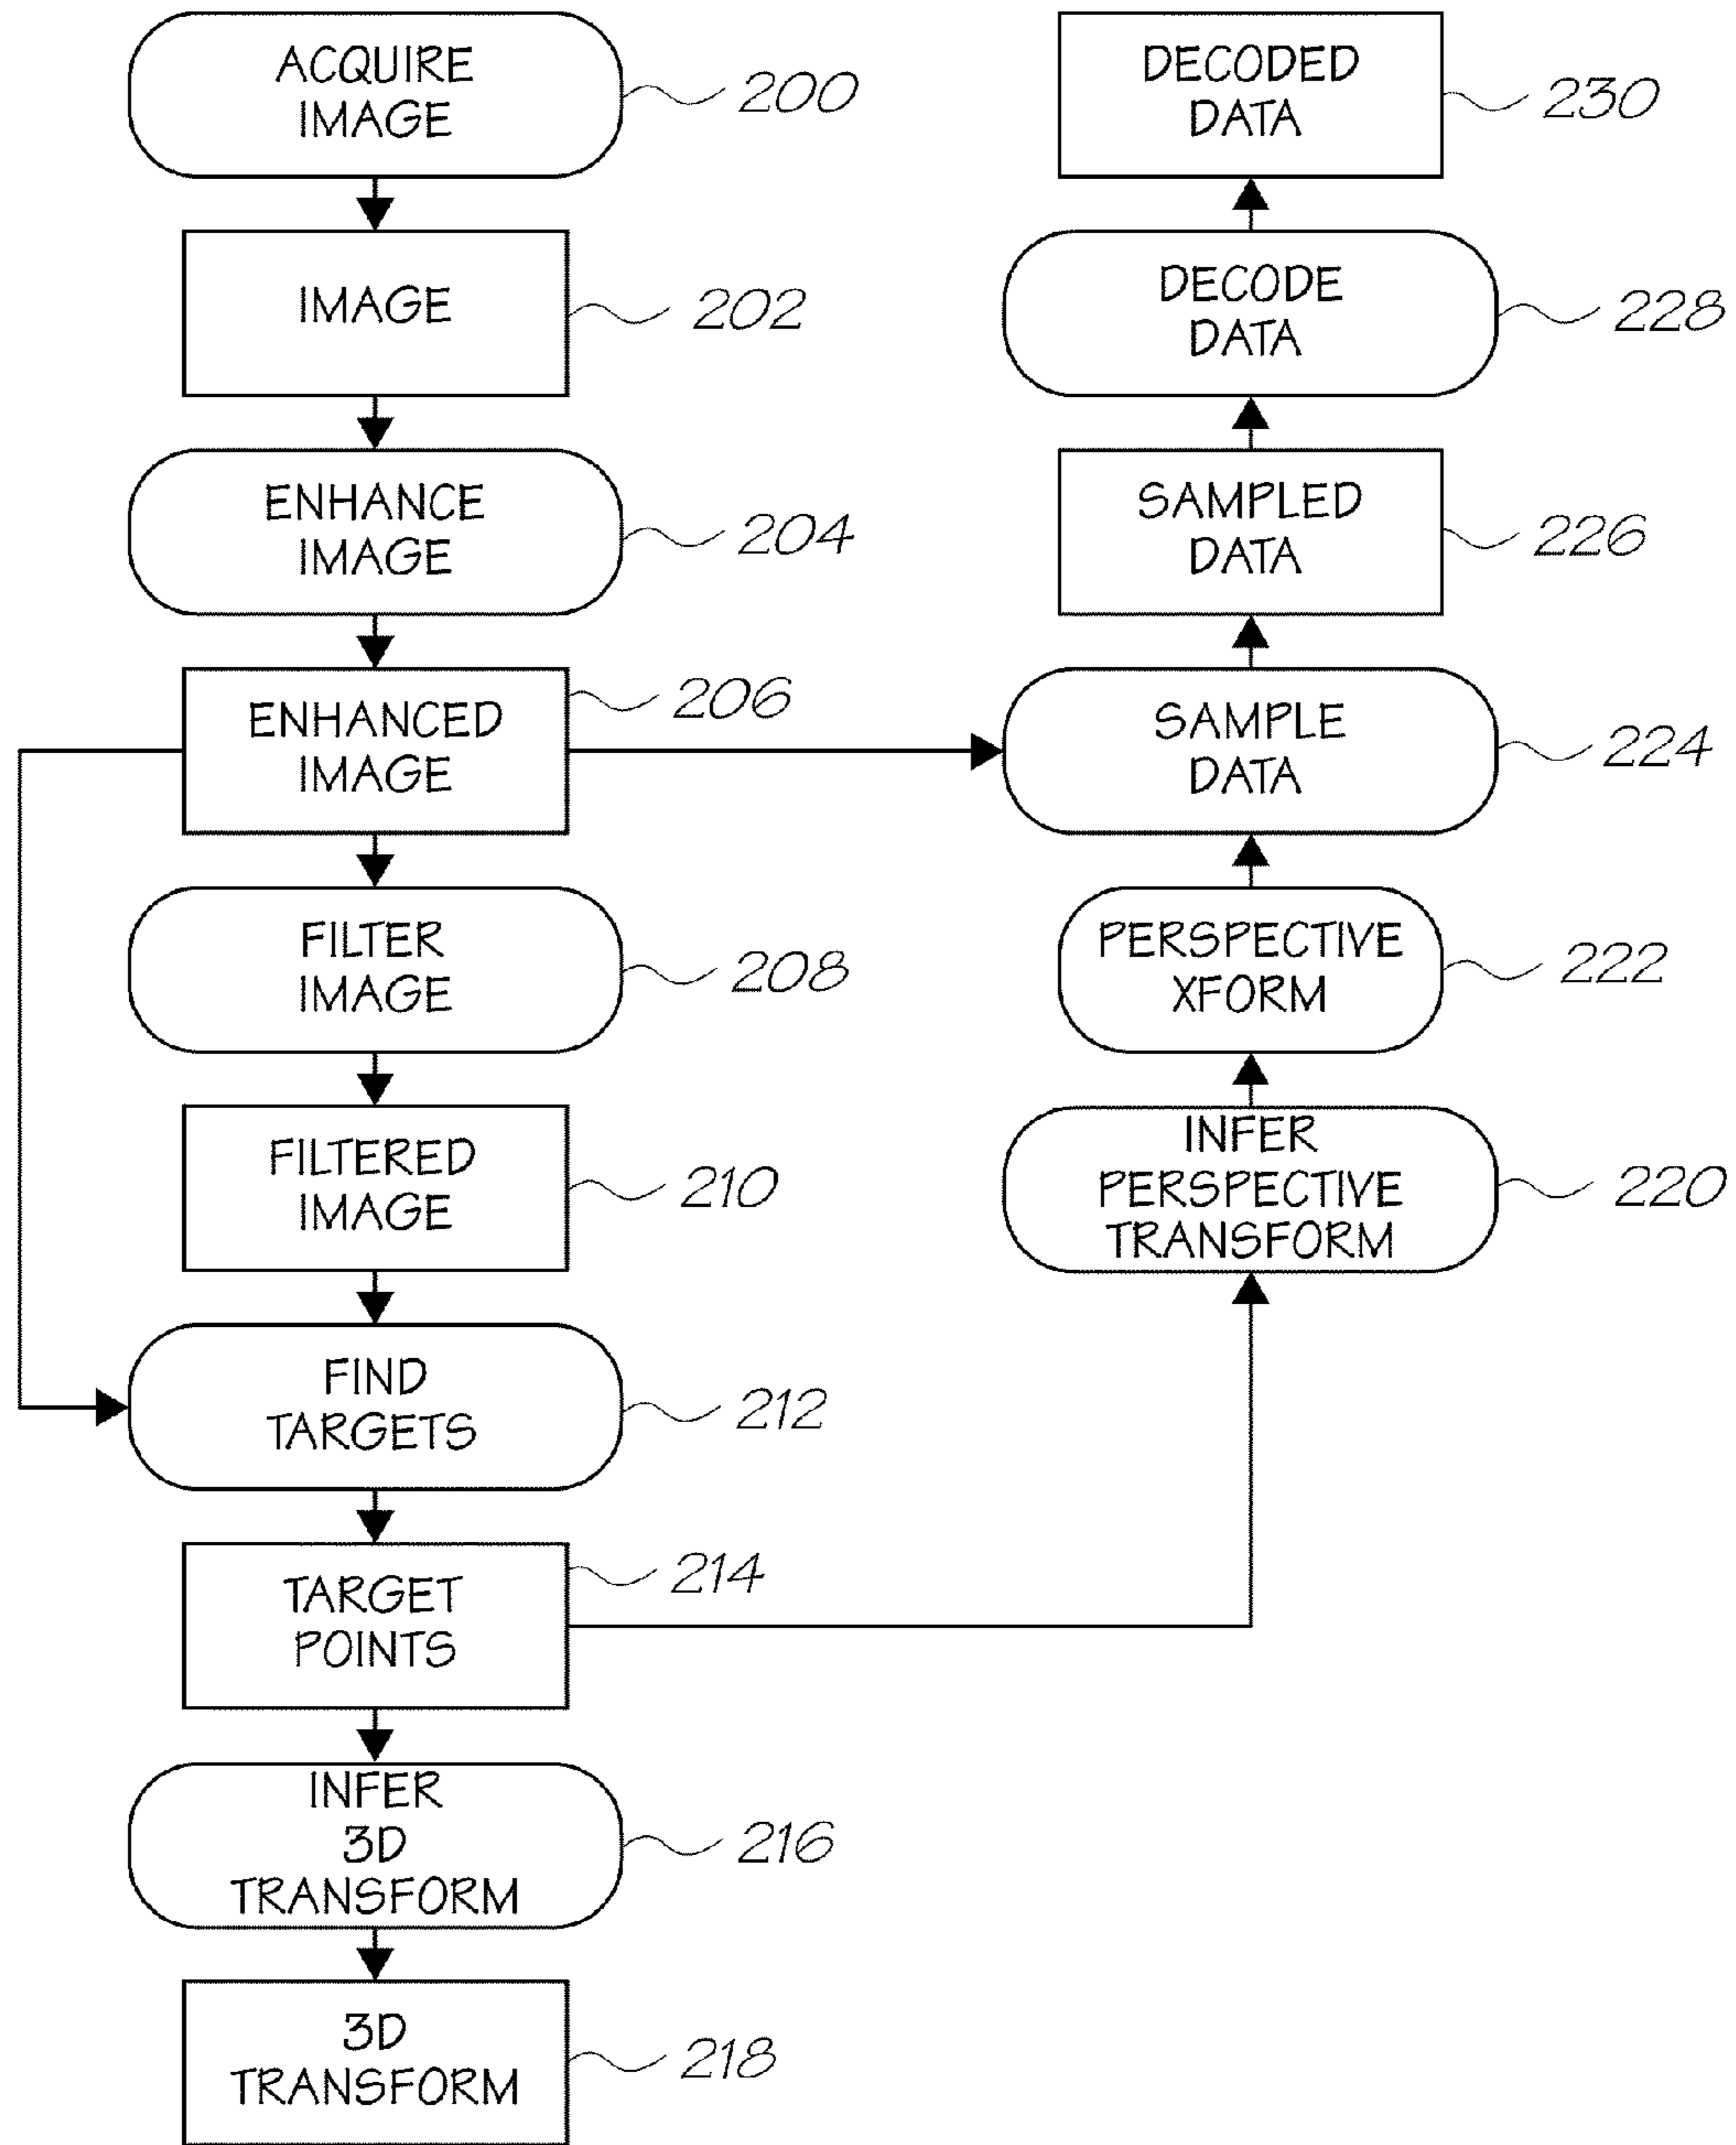 ACQUIRE
IMAGE
200
IMAGE
202
ENHANCE
IMAGE
204
ENHANCED
IMAGE
206
FILTER
IMAGE
208
FILTERED
IMAGE
210
FIND
TARGETS
212
TARGET
POINTS
214
INFER
3D
TRANSFORM
216
3D
TRANSFORM
218
DECODED
DATA
230
DECODE
DATA
228
SAMPLED
DATA
226
SAMPLE
DATA
224
PERSPECTIVE
XFORM
222
INFER
PERSPECTIVE
TRANSFORM
220